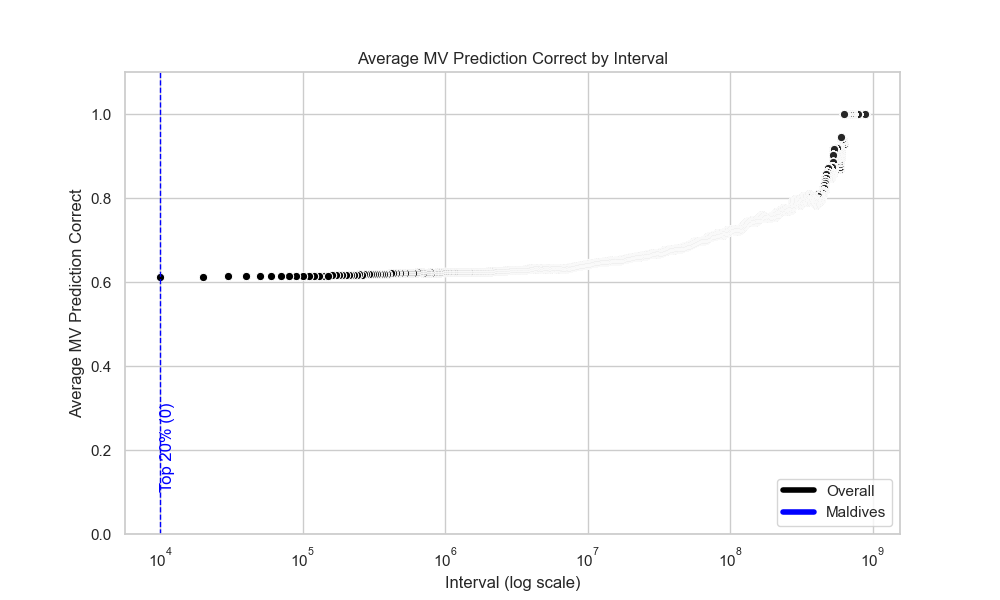 Average MV Prediction Correct by Interval
Average MV Prediction Correct
1.0
0.8
0.6
0.4
0.2
0.0
Top 20% (0)
Overall
Maldives
10^4
10^5
10^6
10^7
10^8
10^9
Interval (log scale)